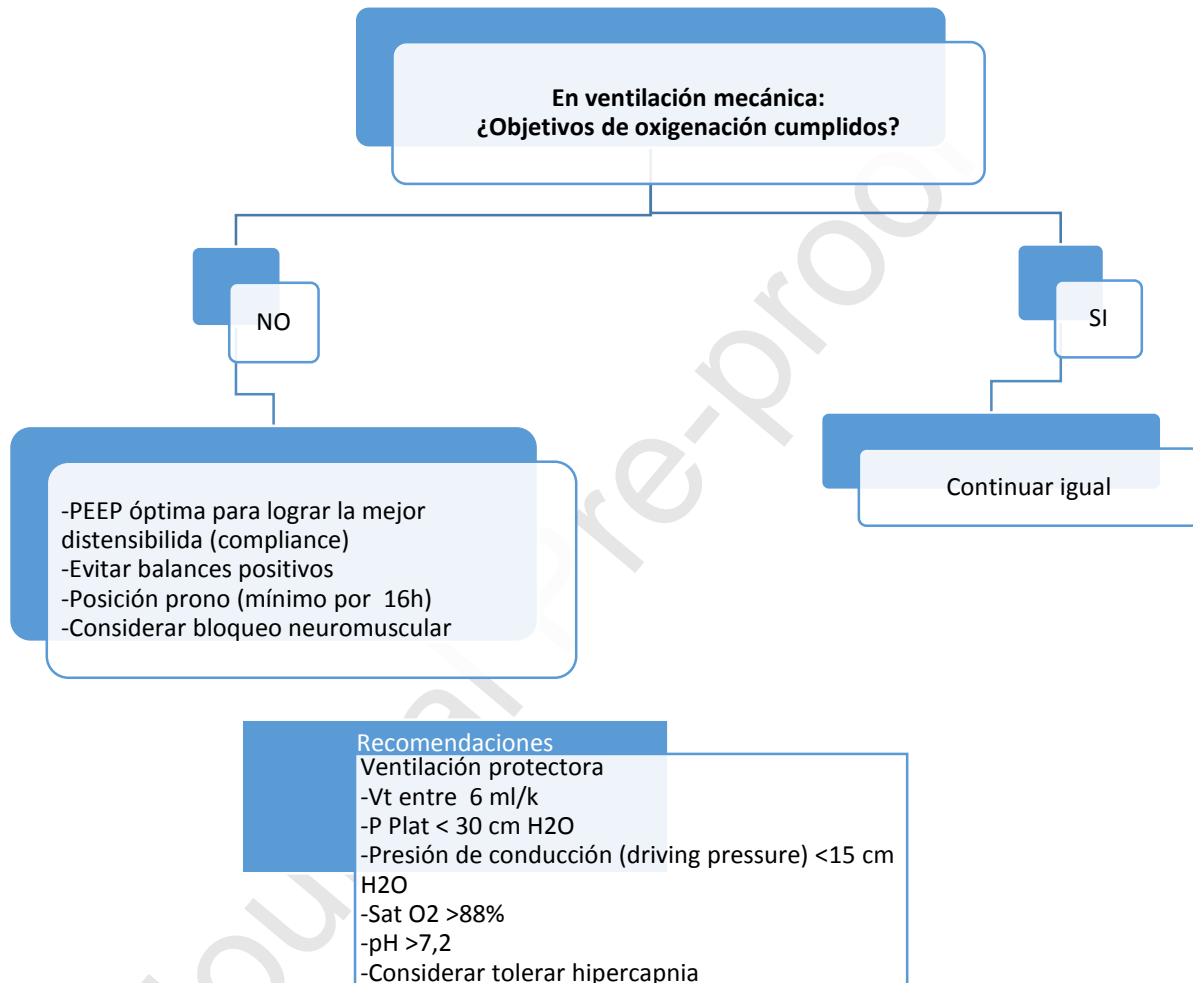 En ventilación mecánica:
¿Objetivos de oxigenación cumplidos?
NO
SI
-PEEP óptima para lograr la mejor
distensibilida (compliance)
-Evitar balances positivos
-Posición prono (mínimo por 16h)
-Considerar bloqueo neuromuscular
Continuar igual
Recomendaciones
Ventilación protectora
-Vt entre 6 ml/k
-P Plat < 30 cm H2O
-Presión de conducción (driving pressure) <15 cm
H2O
-Sat O2 >88%
-pH >7,2
-Considerar tolerar hipercapnia